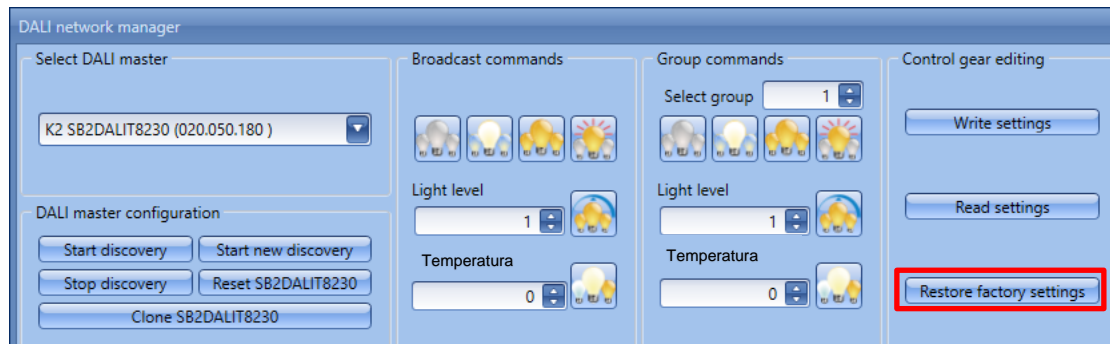 DALI network manager
Select DALI master
K2 SB2DALIT8230 (020.050.180 )
DALI master configuration
Start discovery
Start new discovery
Stop discovery
Reset SB2DALIT8230
Clone SB2DALIT8230
Broadcast commands
Light level
1
Temperatura
0
Group commands
Select group
1
Light level
1
Temperatura
0
Control gear editing
Write settings
Read settings
Restore factory settings